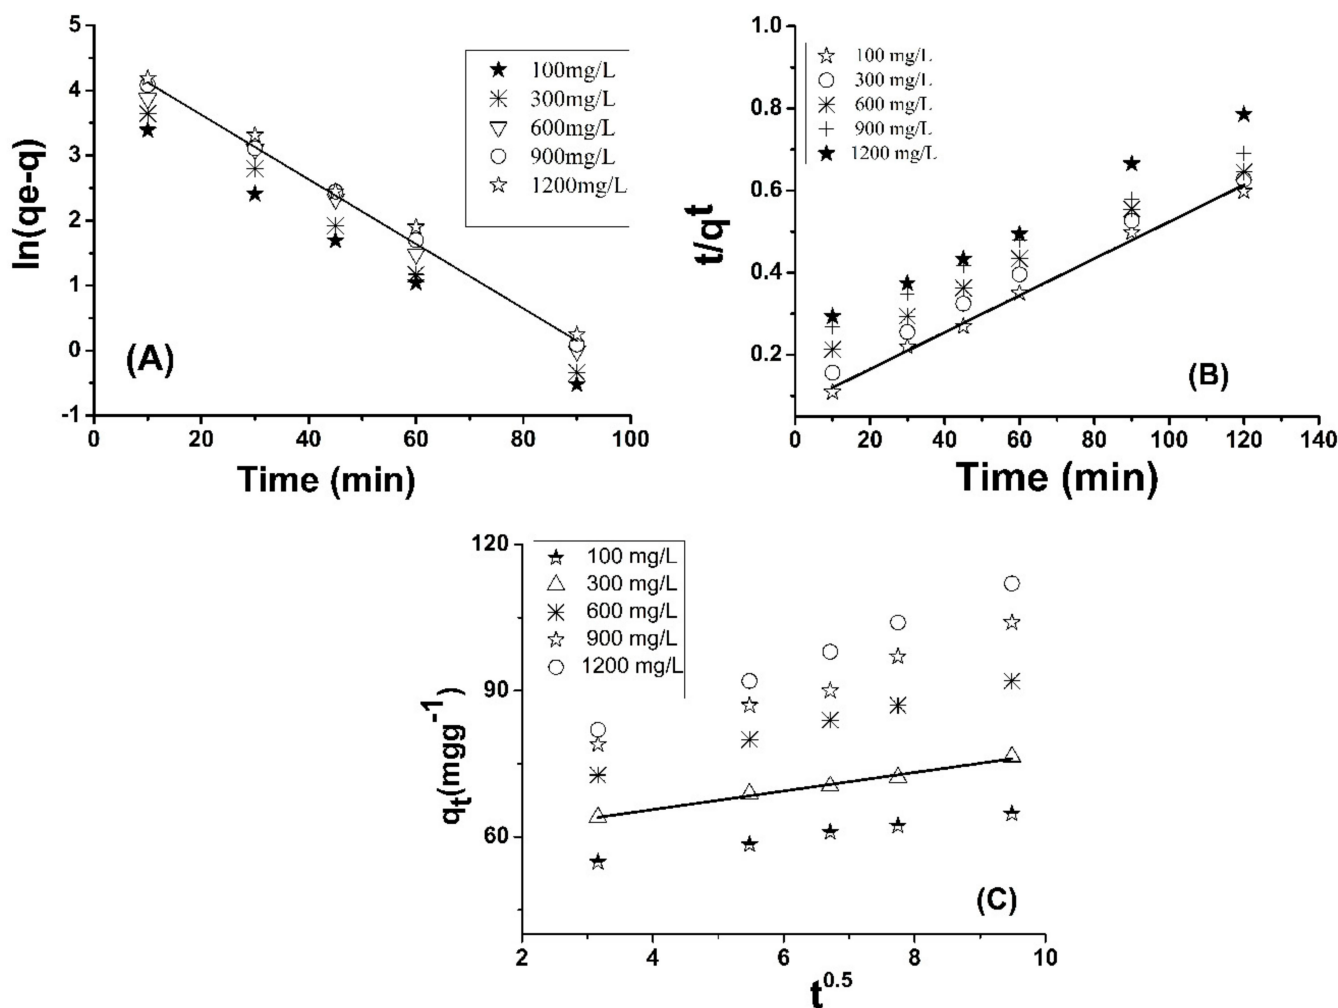 5
4
3
2
1
0
-1
ln(qe-q)
100mg/L
300mg/L
600mg/L
900mg/L
1200mg/L
(A)
0 20 40 60 80 100
Time (min)
1.0
0.8
0.6
0.4
0.2
t/qt
100 mg/L
300 mg/L
600 mg/L
900 mg/L
1200 mg/L
(B)
0 20 40 60 80 100 120 140
Time (min)
120
90
60
qt(mgg-1)
100 mg/L
300 mg/L
600 mg/L
900 mg/L
1200 mg/L
(C)
2 4 6 8 10
t0.5